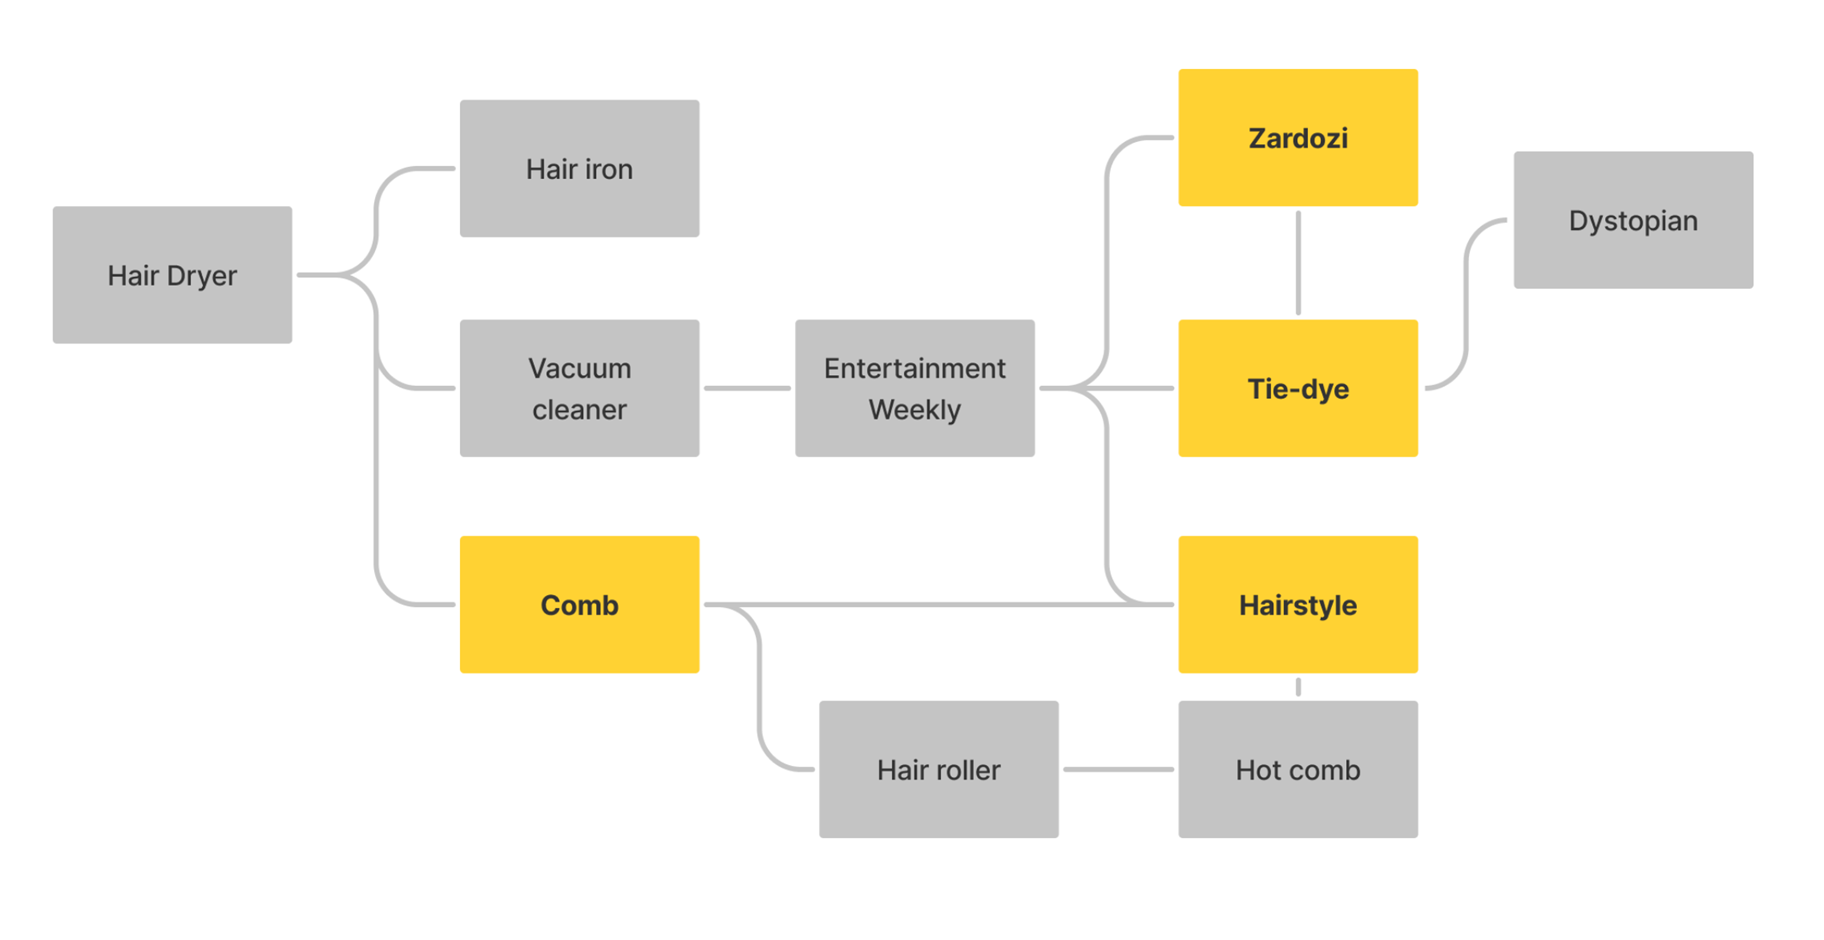 Hair Dryer
Hair iron
Vacuum
cleaner
Comb
Entertainment
Weekly
Hair roller
Zardozi
Tie-dye
Hairstyle
Hot comb
Dystopian